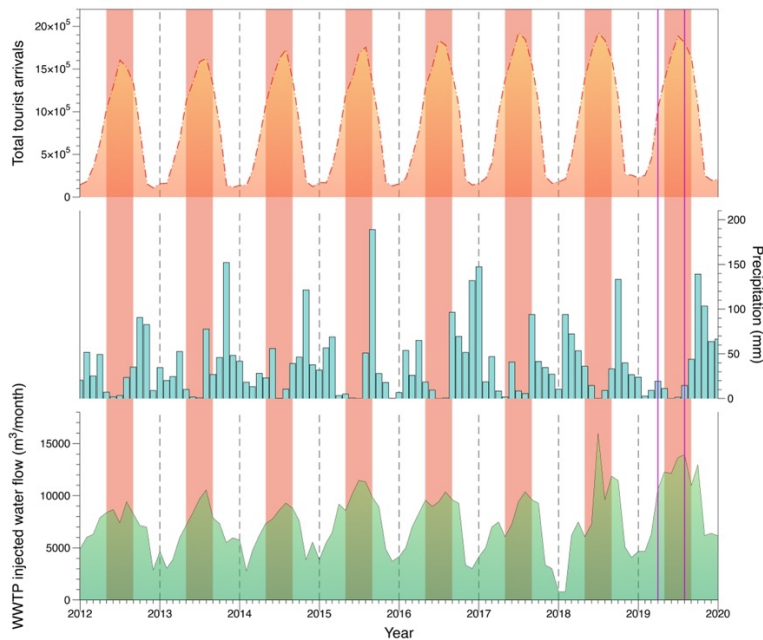 Total tourist arrivals
20×10⁵
15×10⁵
10×10⁵
5×10⁵
0
Precipitation (mm)
200
150
100
50
0
WWTP injected water flow (m³/month)
15000
10000
5000
0
2012 2013 2014 2015 2016 2017 2018 2019 2020
Year